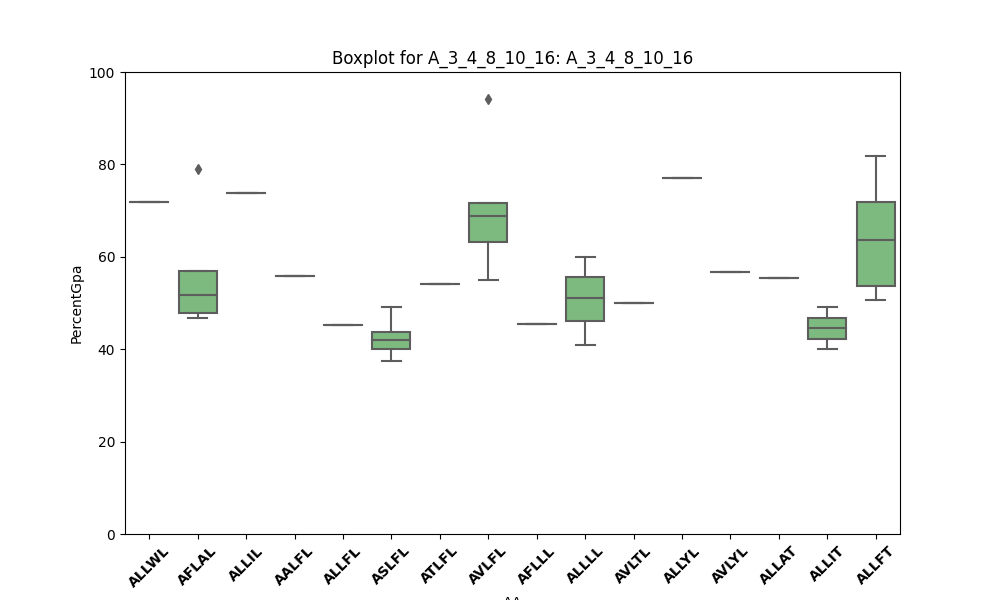 Boxplot for A_3_4_8_10_16: A_3_4_8_10_16
PercentGpa
100
80
60
40
20
0
ALLWL
AFLAL
ALLIL
AALFL
ALLFL
ASLFL
ATLFL
AVLFL
AFLLL
ALLLL
AVLTL
ALLYL
AVLYL
ALLAT
ALLIT
ALLFT